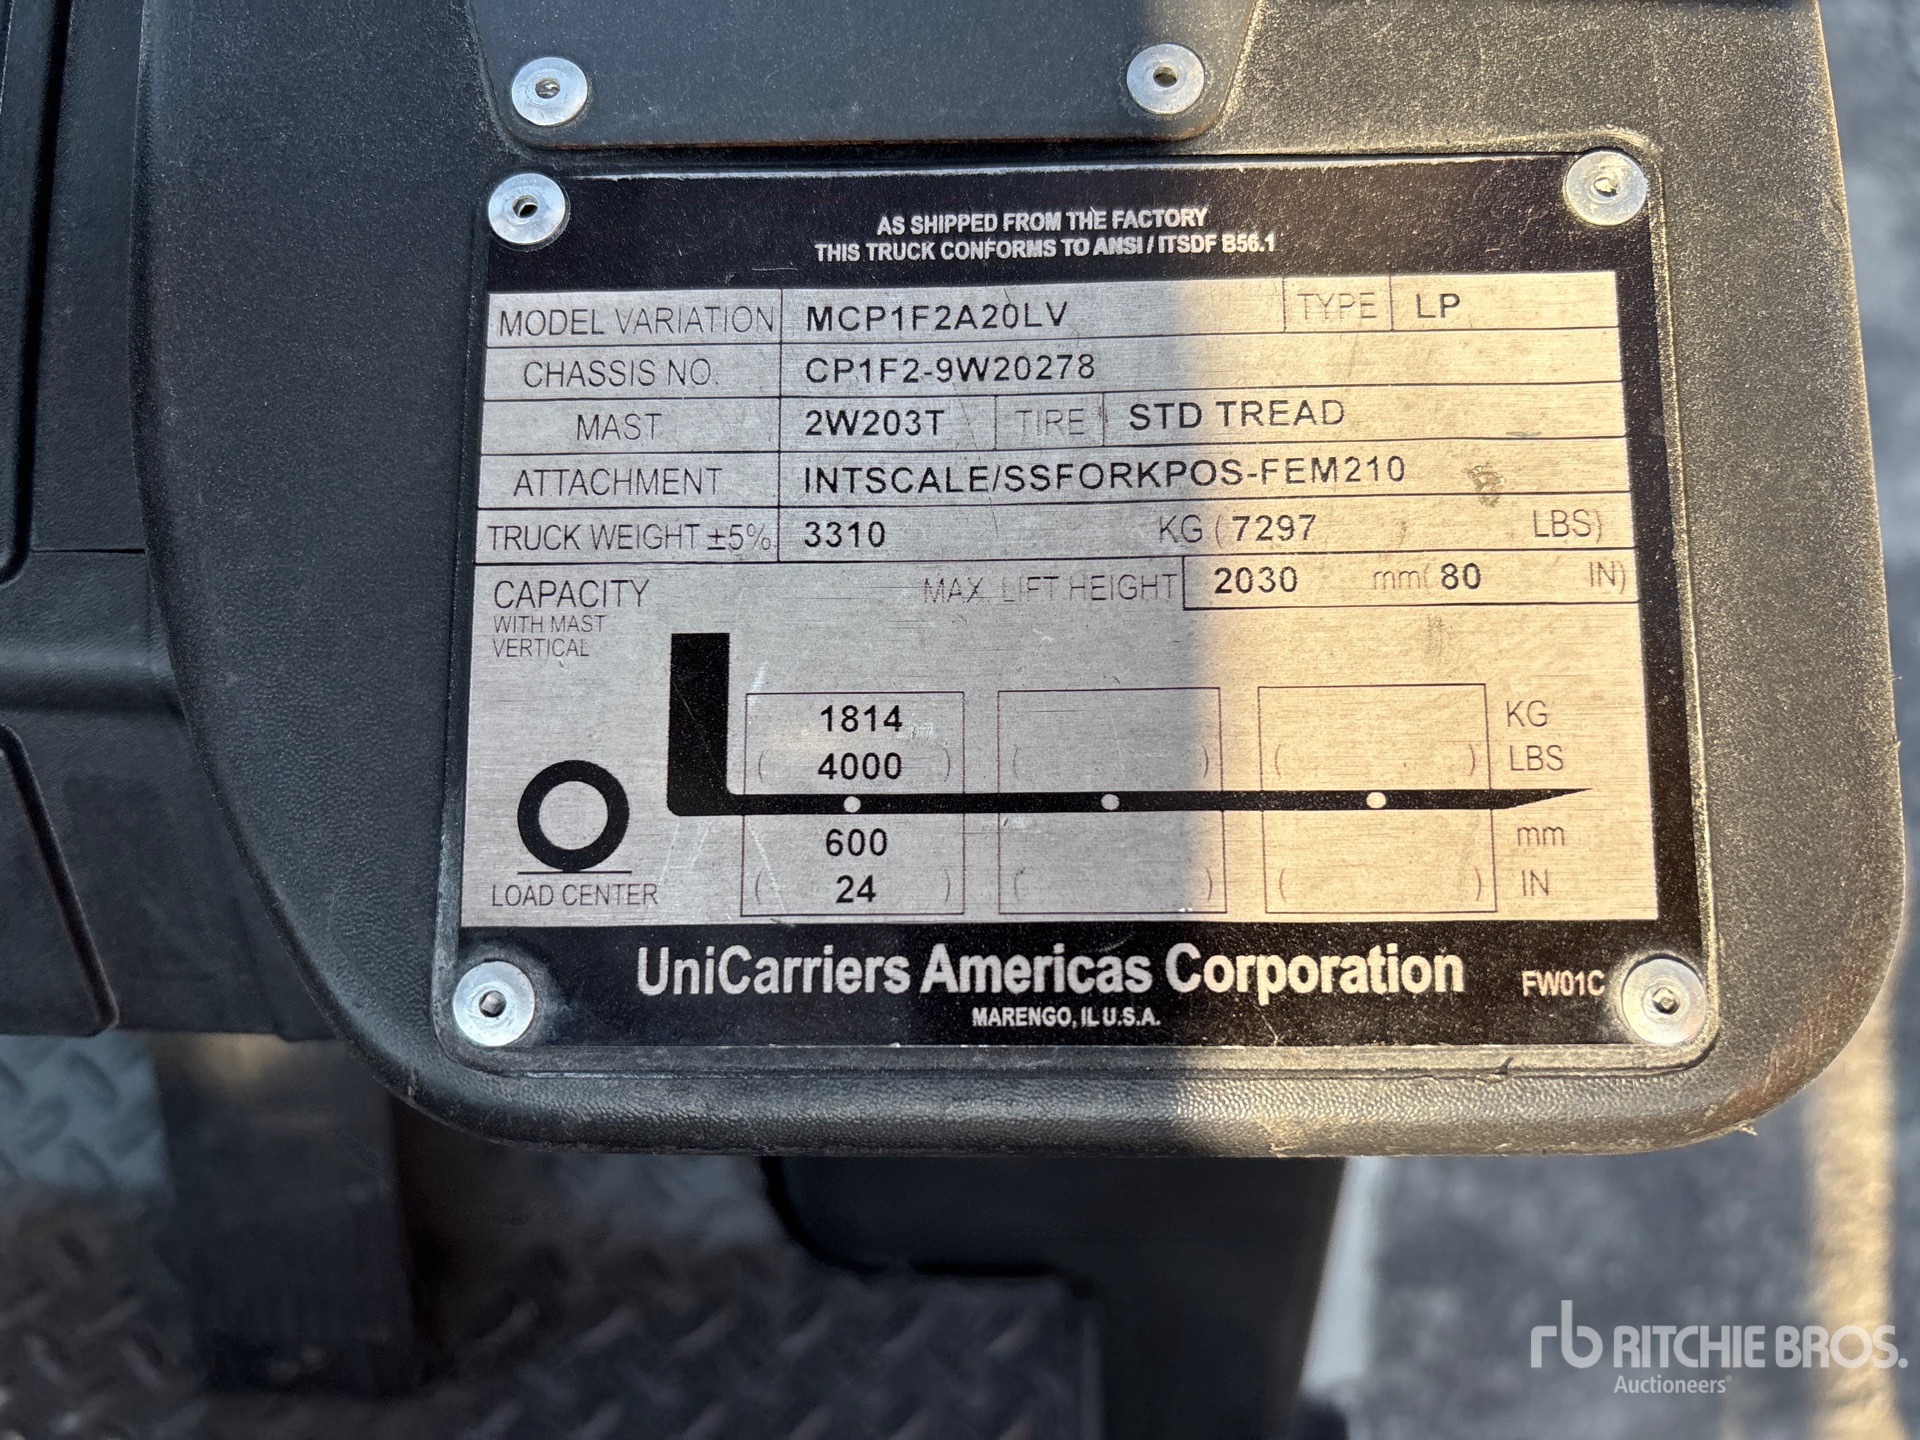 AS SHIPPED FROM THE FACTORY
THIS TRUCK CONFORMS TO ANSI / ITSDF B56.1
MODEL VARIATION MCP1F2A20LV TYPE LP
CHASSIS NO. CP1F2-9W20278
MAST 2W203T TIRE STD TREAD
ATTACHMENT INTSCALE/SSFORKPOS-FEM210
TRUCK WEIGHT ±5% 3310 KG ( 7297 LBS)
CAPACITY MAX. LIFT HEIGHT 2030 mm( 80 IN)
WITH MAST
VERTICAL
1814 KG
( 4000 ) ( ) ( ) LBS
600 mm
LOAD CENTER ( 24 ) ( ) ( ) IN
UniCarriers Americas Corporation FW01C
MARENGO, IL U.S.A.
rb RITCHIE BROS.
Auctioneers